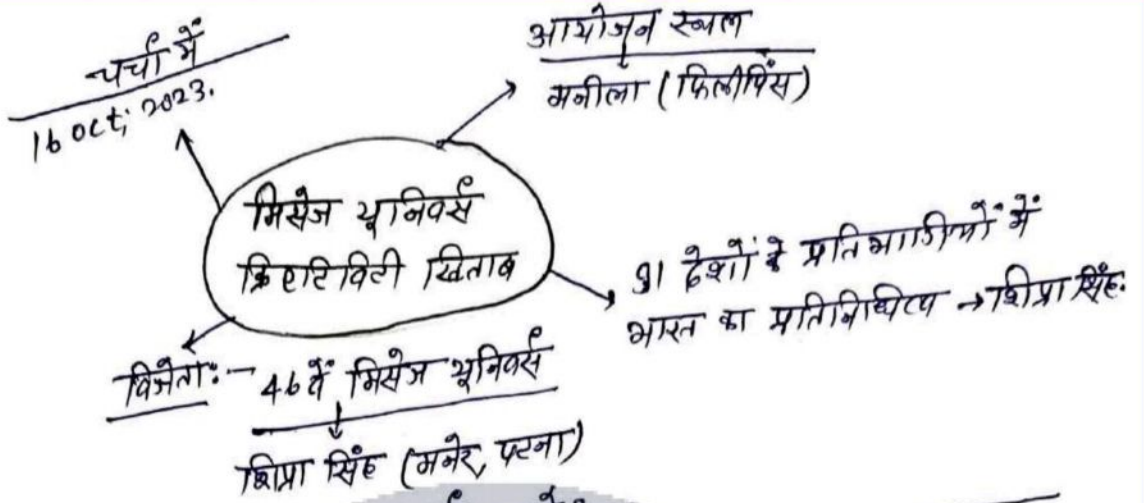 चर्चा में
16 Oct; 2023.
आयोजन स्थल
मनीला (फिलीपिंस)
मिसेज यूनिवर्स
क्रिएटिविटी खिताब
91 देशों के प्रतिभागियों में
भारत का प्रतिनिधित्व → शिप्रा सिंह.
विजेता:- 46वें मिसेज यूनिवर्स
शिप्रा सिंह (मनेर, पटना)